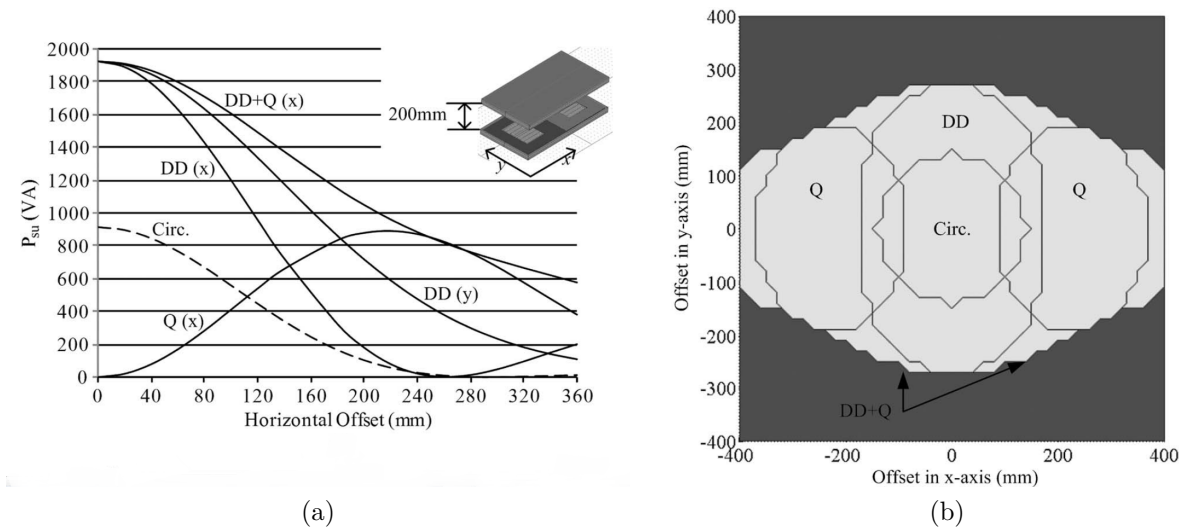 2000
1800
1600
1400
1200
1000
800
600
400
200
0
P_su (VA)
0 40 80 120 160 200 240 280 320 360
Horizontal Offset (mm)
DD+Q (x)
DD (x)
Circ.
Q (x)
DD (y)
200mm
y
x
(a)
400
300
200
100
0
-100
-200
-300
-400
Offset in y-axis (mm)
-400 -200 0 200 400
Offset in x-axis (mm)
DD
Q
Circ.
Q
DD+Q
(b)